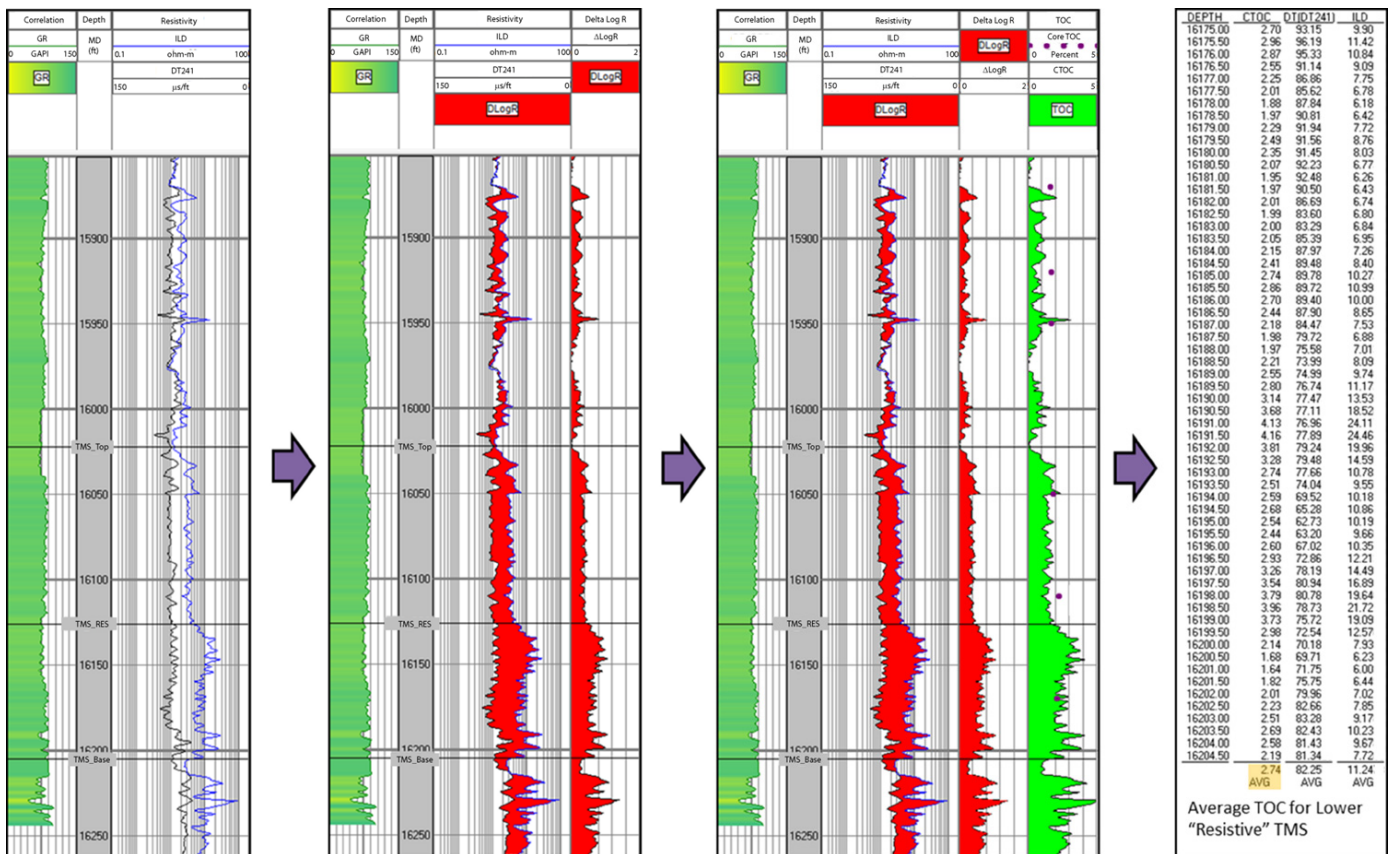 Correlation Depth Resistivity
GR MD ILD
0 GAPI 150 (ft) 0.1 ohm-m 100
GR DT241
150 µs/ft 0
15900
15950
16000
TMS_Top
16050
16100
TMS_RES
16150
16200
TMS_Base
16250
Correlation Depth Resistivity Delta Log R
GR MD ILD ΔLogR
0 GAPI 150 (ft) 0.1 ohm-m 100 0 2
GR DT241 DLogR
150 µs/ft 0
DLogR
15900
15950
16000
TMS_Top
16050
16100
TMS_RES
16150
16200
TMS_Base
16250
Correlation Depth Resistivity Delta Log R TOC
GR MD ILD DLogR Core TOC
0 GAPI 150 (ft) 0.1 ohm-m 100 0 Percent 5
GR DT241 ΔLogR CTOC
150 µs/ft 0 0 2 0 5
DLogR TOC
15900
15950
16000
TMS_Top
16050
16100
TMS_RES
16150
16200
TMS_Base
16250
DEPTH CTOC DT(DT241) ILD
16175.00 2.70 93.15 9.90
16175.50 2.96 96.19 11.42
16176.00 2.87 95.33 10.84
16176.50 2.55 91.14 9.09
16177.00 2.25 86.86 7.75
16177.50 2.01 85.62 6.78
16178.00 1.88 87.84 6.18
16178.50 1.97 90.81 6.42
16179.00 2.29 91.94 7.72
16179.50 2.49 91.56 8.76
16180.00 2.35 91.45 8.03
16180.50 2.07 92.23 6.77
16181.00 1.95 92.48 6.26
16181.50 1.97 90.50 6.43
16182.00 2.01 86.69 6.74
16182.50 1.99 83.60 6.80
16183.00 2.00 83.29 6.84
16183.50 2.05 85.39 6.95
16184.00 2.15 87.97 7.26
16184.50 2.41 89.48 8.40
16185.00 2.74 89.78 10.27
16185.50 2.86 89.72 10.99
16186.00 2.70 89.40 10.00
16186.50 2.44 87.90 8.65
16187.00 2.18 84.47 7.53
16187.50 1.98 79.72 6.88
16188.00 1.97 75.58 7.01
16188.50 2.21 73.99 8.09
16189.00 2.55 74.99 9.74
16189.50 2.80 76.74 11.17
16190.00 3.14 77.47 13.53
16190.50 3.68 77.11 18.52
16191.00 4.13 76.96 24.11
16191.50 4.16 77.89 24.46
16192.00 3.81 79.24 19.96
16192.50 3.28 79.48 14.59
16193.00 2.74 77.66 10.78
16193.50 2.51 74.04 9.55
16194.00 2.59 69.52 10.18
16194.50 2.68 65.28 10.86
16195.00 2.54 62.73 10.19
16195.50 2.44 63.20 9.66
16196.00 2.60 67.02 10.35
16196.50 2.93 72.86 12.21
16197.00 3.26 78.19 14.49
16197.50 3.54 80.94 16.89
16198.00 3.79 80.78 19.64
16198.50 3.96 78.73 21.72
16199.00 3.73 75.72 19.09
16199.50 2.98 72.54 12.57
16200.00 2.14 70.18 7.93
16200.50 1.68 69.71 6.23
16201.00 1.64 71.75 6.00
16201.50 1.82 75.75 6.44
16202.00 2.01 79.96 7.02
16202.50 2.23 82.66 7.85
16203.00 2.51 83.28 9.17
16203.50 2.69 82.43 10.23
16204.00 2.58 81.43 9.67
16204.50 2.19 81.34 7.72
2.74 82.25 11.24
AVG AVG AVG
Average TOC for Lower
"Resistive" TMS